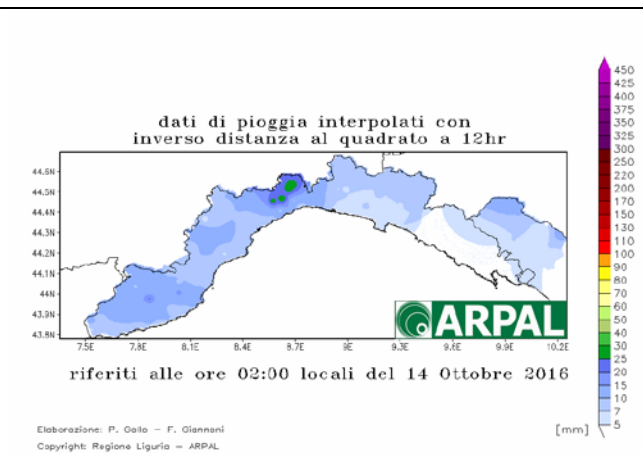 dati di pioggia interpolati con
inverso distanza al quadrato a 12hr
44.5N
44.5N
44.4N
44.2N
44.1N
44N
43.9N
43.8N
7.5E 7.8E 8.1E 8.4E 8.7E 9E 9.3E 9.6E 9.9E 10.2E
ARPAL
riferiti alle ore 02:00 locali del 14 Ottobre 2016
450
425
400
375
350
325
300
250
200
170
150
130
110
100
90
80
70
60
50
40
30
25
20
15
10
7
5
[mm]
Elaborazione: P. Gollo – F. Giannoni
Copyright: Regione Liguria – ARPAL